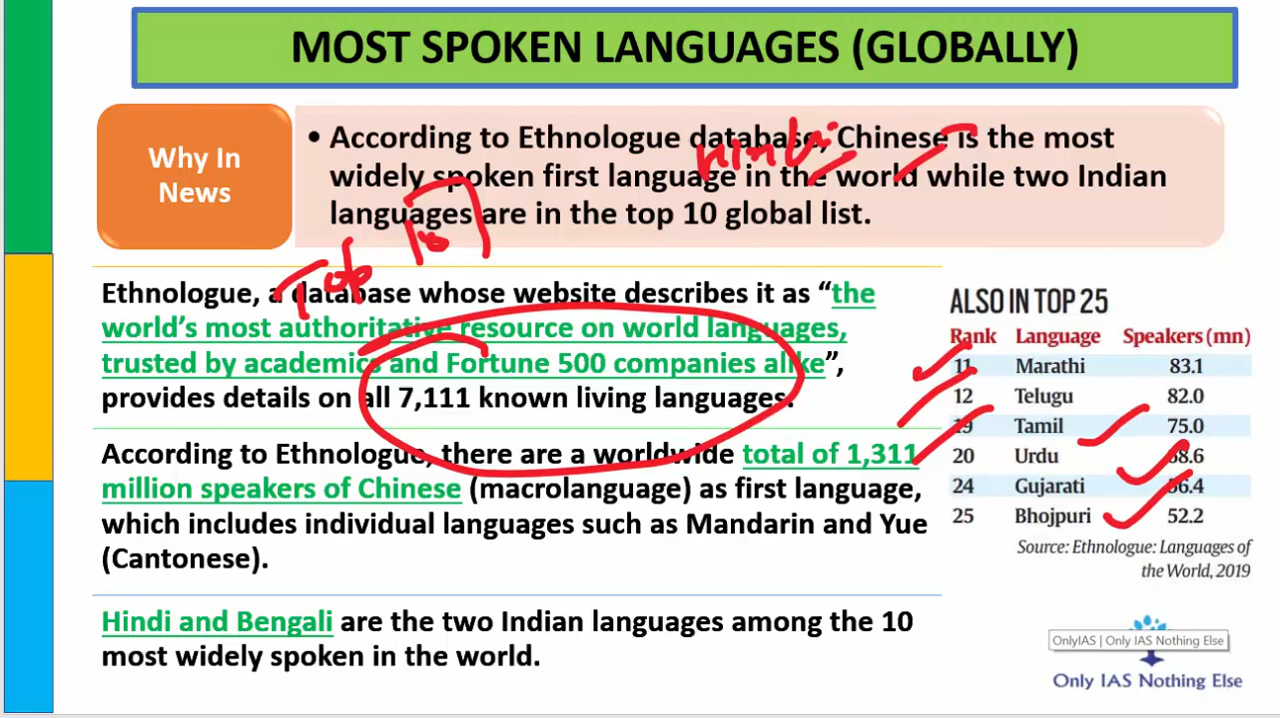 MOST SPOKEN LANGUAGES (GLOBALLY)
Why In
News
• According to Ethnologue database, Chinese is the most
widely spoken first language in the world while two Indian
languages are in the top 10 global list.
Hindi
Top 10
Ethnologue, a database whose website describes it as “the
world’s most authoritative resource on world languages,
trusted by academics and Fortune 500 companies alike”,
provides details on all 7,111 known living languages.
According to Ethnologue, there are a worldwide total of 1,311
million speakers of Chinese (macrolanguage) as first language,
which includes individual languages such as Mandarin and Yue
(Cantonese).
Hindi and Bengali are the two Indian languages among the 10
most widely spoken in the world.
ALSO IN TOP 25
Rank Language Speakers (mn)
11 Marathi 83.1
12 Telugu 82.0
19 Tamil 75.0
20 Urdu
24 Gujarati
25 Bhojpuri 52.2
Source: Ethnologue: Languages of
the World, 2019
OnlyIAS | Only IAS Nothing Else
Only IAS Nothing Else